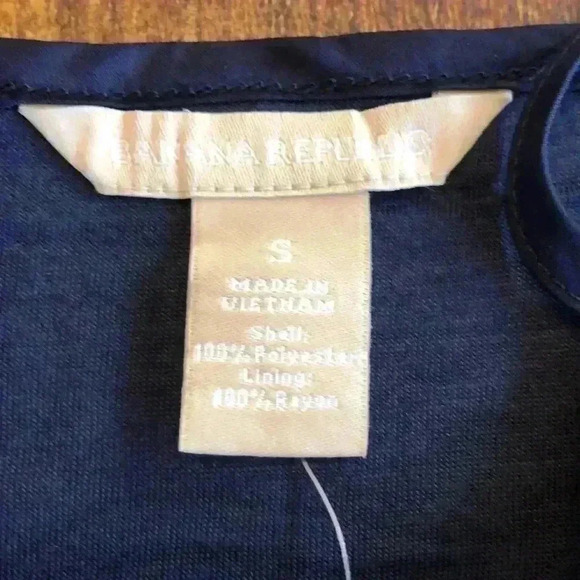 BANANA REPUBLIC
S
MADE IN
VIETNAM
Shell:
100% Polyester
Lining:
100% Rayon